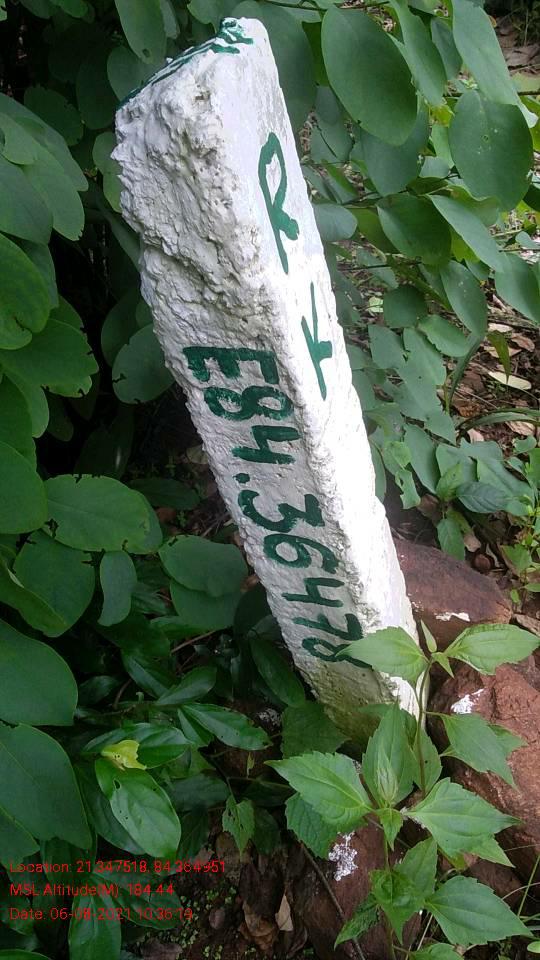 E84.36478
Location: 21.347518, 84.364951
MSL Altitude(M): 184.44
Date: 06-08-2021 10:36:19